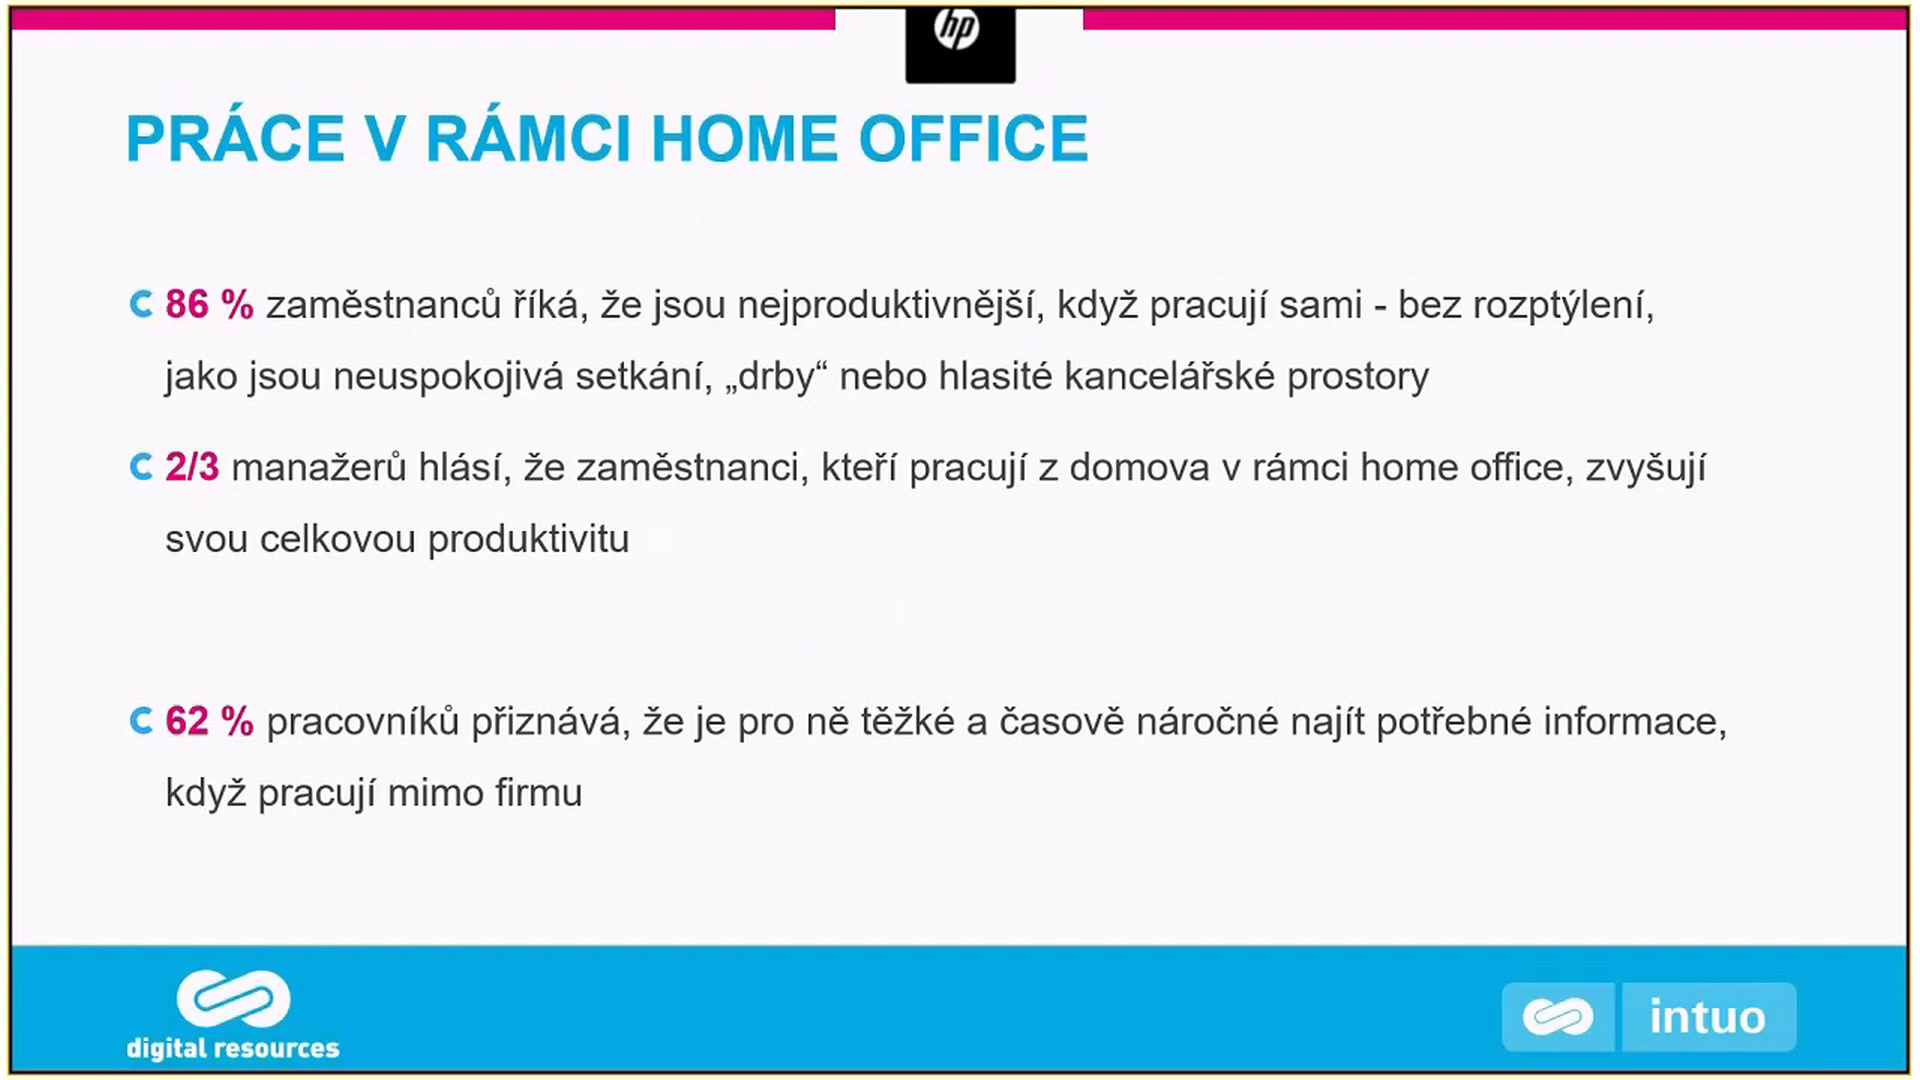 hp
PRÁCE V RÁMCI HOME OFFICE
86 % zaměstnanců říká, že jsou nejproduktivnější, když pracují sami - bez rozptýlení,
jako jsou neuspokojivá setkání, „drby“ nebo hlasité kancelářské prostory
2/3 manažerů hlásí, že zaměstnanci, kteří pracují z domova v rámci home office, zvyšují
svou celkovou produktivitu
62 % pracovníků přiznává, že je pro ně těžké a časově náročné najít potřebné informace,
když pracují mimo firmu
digital resources
intuo